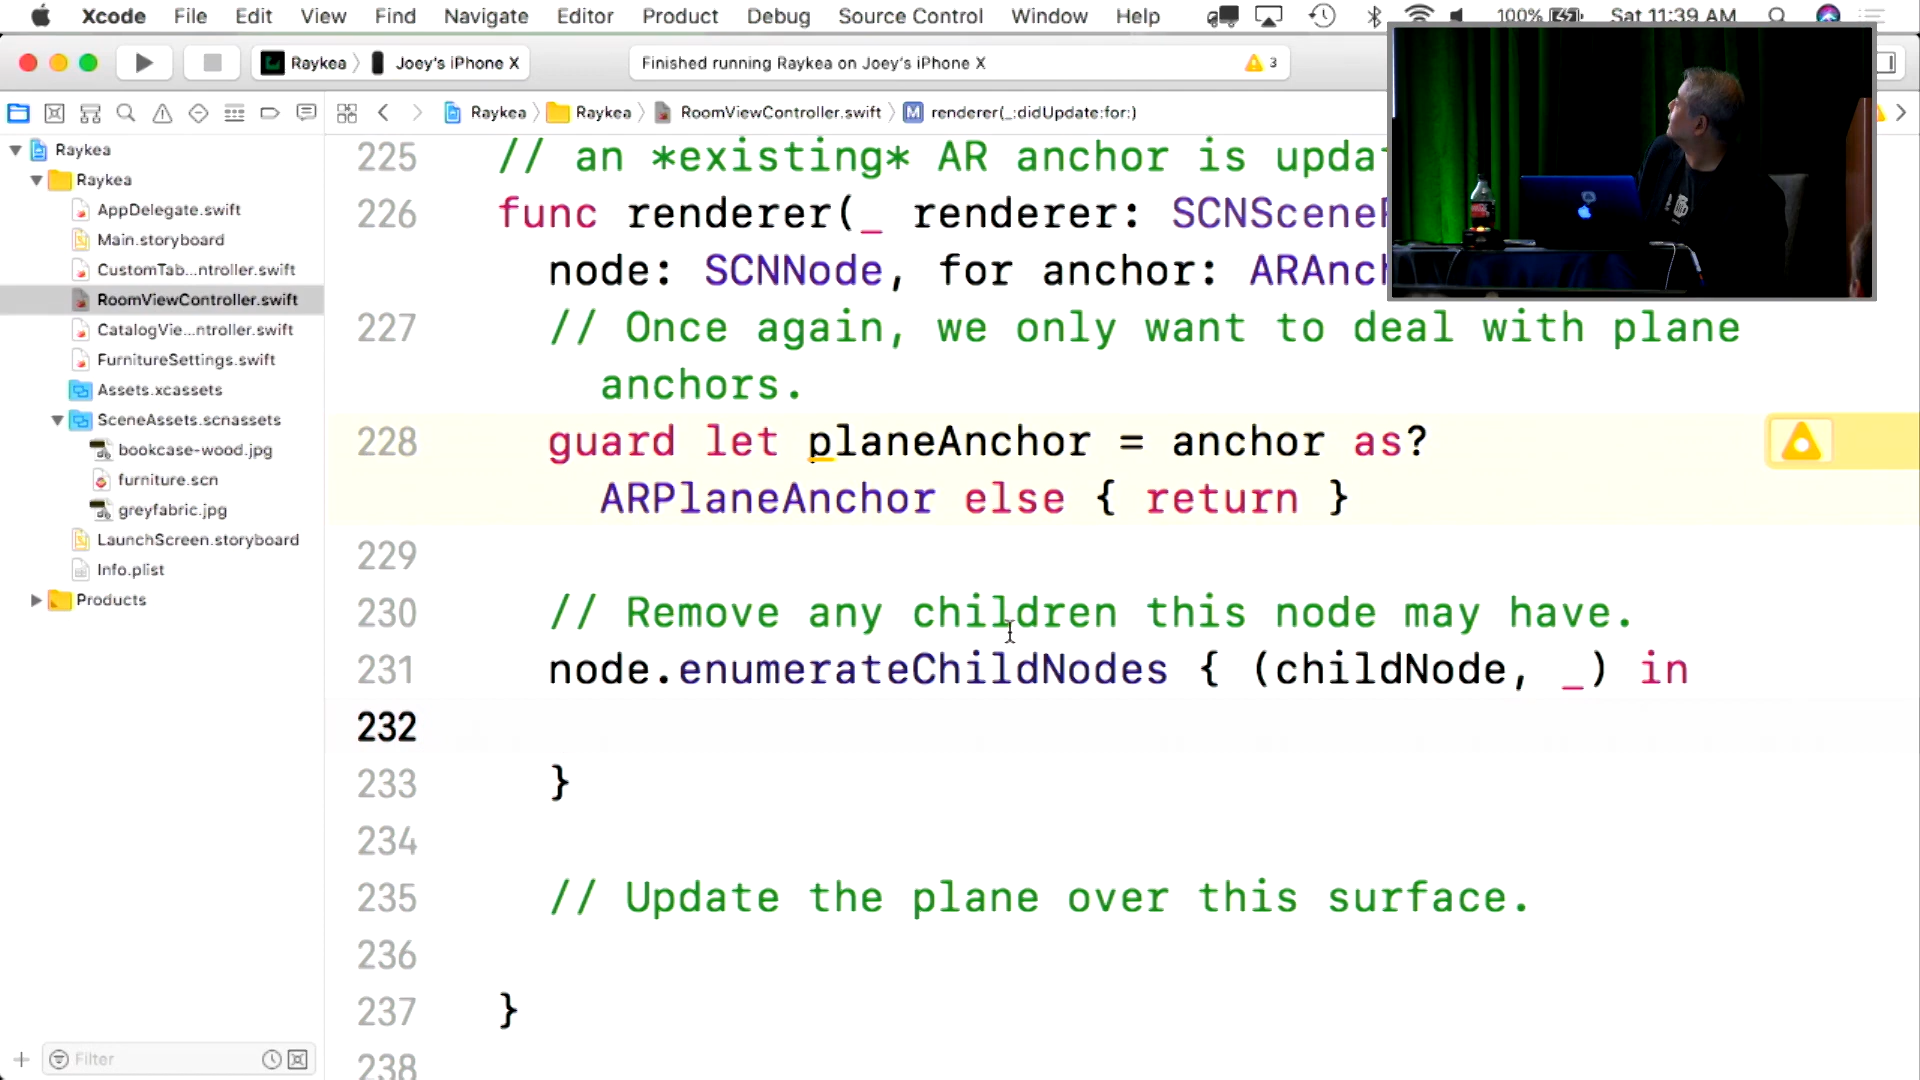 Xcode File Edit View Find Navigate Editor Product Debug Source Control Window Help 100% Sat 11:39 AM
Raykea Joey's iPhone X Finished running Raykea on Joey's iPhone X 3
Raykea Raykea RoomViewController.swift M renderer(_:didUpdate:for:)
Raykea
Raykea
AppDelegate.swift
Main.storyboard
CustomTab...ntroller.swift
RoomViewController.swift
CatalogVie...ntroller.swift
FurnitureSettings.swift
Assets.xcassets
SceneAssets.scnassets
bookcase-wood.jpg
furniture.scn
greyfabric.jpg
LaunchScreen.storyboard
Info.plist
Products
Filter
225 // an *existing* AR anchor is updat
226 func renderer(_ renderer: SCNScene
node: SCNNode, for anchor: ARAnch
227 // Once again, we only want to deal with plane
anchors.
228 guard let planeAnchor = anchor as?
ARPlaneAnchor else { return }
229
230 // Remove any children this node may have.
231 node.enumerateChildNodes { (childNode, _) in
232
233 }
234
235 // Update the plane over this surface.
236
237 }
238